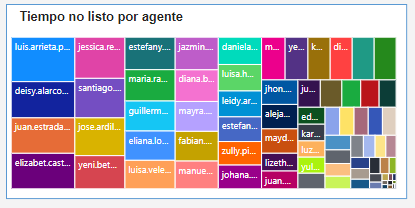 Tiempo no listo por agente
luis.arrieta.p...
jessica.re...
estefany....
jazmin...
daniela...
m...
ye...
k...
di...
deisy.alarco...
santiago...
maria.ra...
diana.b...
luisa.h...
jhon...
ju...
juan.estrada...
jose.ardil...
guillerm...
mayra...
leidy.ar...
aleja...
ed...
elizabet.cast...
yeni.bet...
eliana.lo...
fabian...
estefan...
mayd...
kar...
luisa.vele...
manue...
zully.pi...
lizeth...
luz...
johana...
juan....
yul...